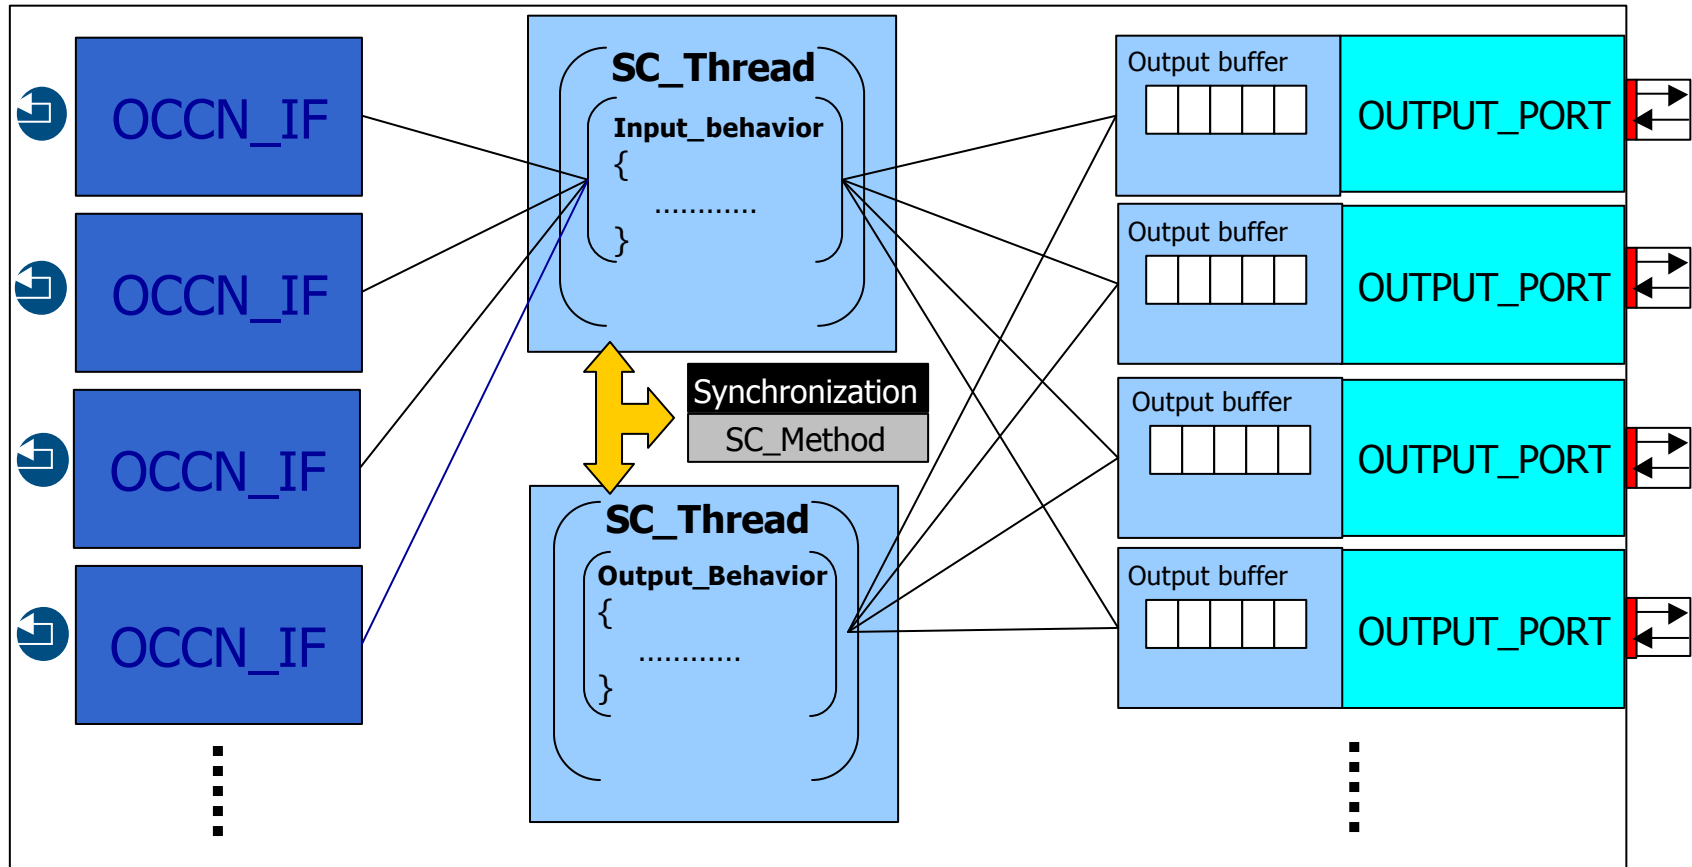 OCCN_IF
OCCN_IF
OCCN_IF
OCCN_IF
SC_Thread
Input_behavior
{
............
}
Synchronization
SC_Method
SC_Thread
Output_Behavior
{
............
}
Output buffer
OUTPUT_PORT
Output buffer
OUTPUT_PORT
Output buffer
OUTPUT_PORT
Output buffer
OUTPUT_PORT